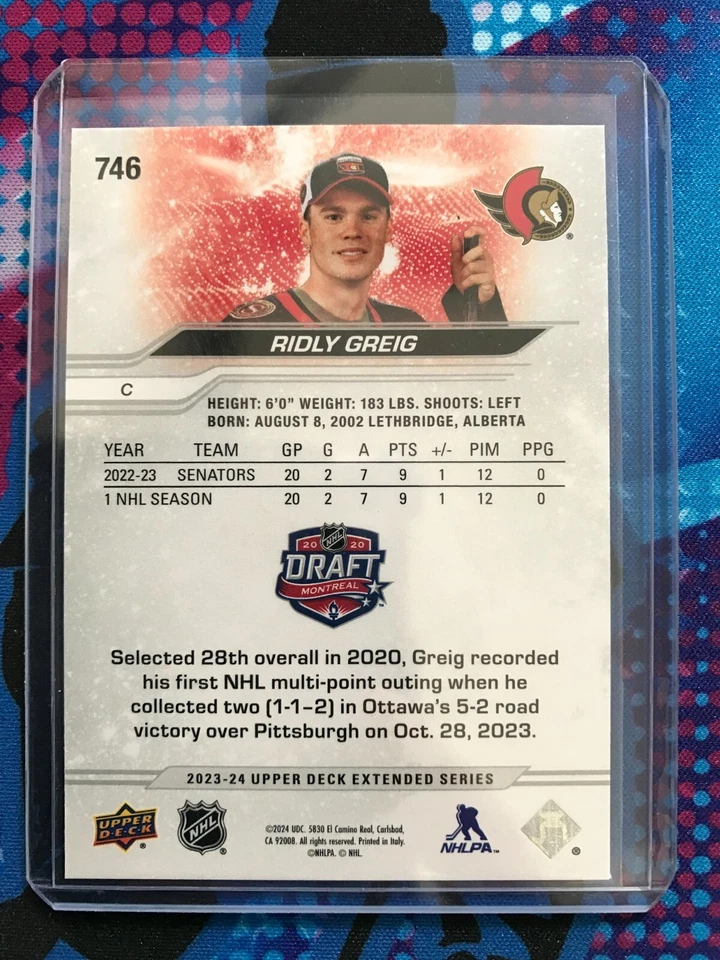 746
RIDLY GREIG
C
HEIGHT: 6'0" WEIGHT: 183 LBS. SHOOTS: LEFT
BORN: AUGUST 8, 2002 LETHBRIDGE, ALBERTA
YEAR TEAM GP G A PTS +/- PIM PPG
2022-23 SENATORS 20 2 7 9 1 12 0
1 NHL SEASON 20 2 7 9 1 12 0
NHL
20 20
DRAFT
MONTREAL
™
Selected 28th overall in 2020, Greig recorded
his first NHL multi-point outing when he
collected two (1-1–2) in Ottawa's 5-2 road
victory over Pittsburgh on Oct. 28, 2023.
2023-24 UPPER DECK EXTENDED SERIES
UPPER
D·E·C·K
®
NHL
®
©2024 UDC. 5830 El Camino Real, Carlsbad,
CA 92008. All rights reserved. Printed in Italy.
©NHLPA. © NHL.
NHLPA™
®